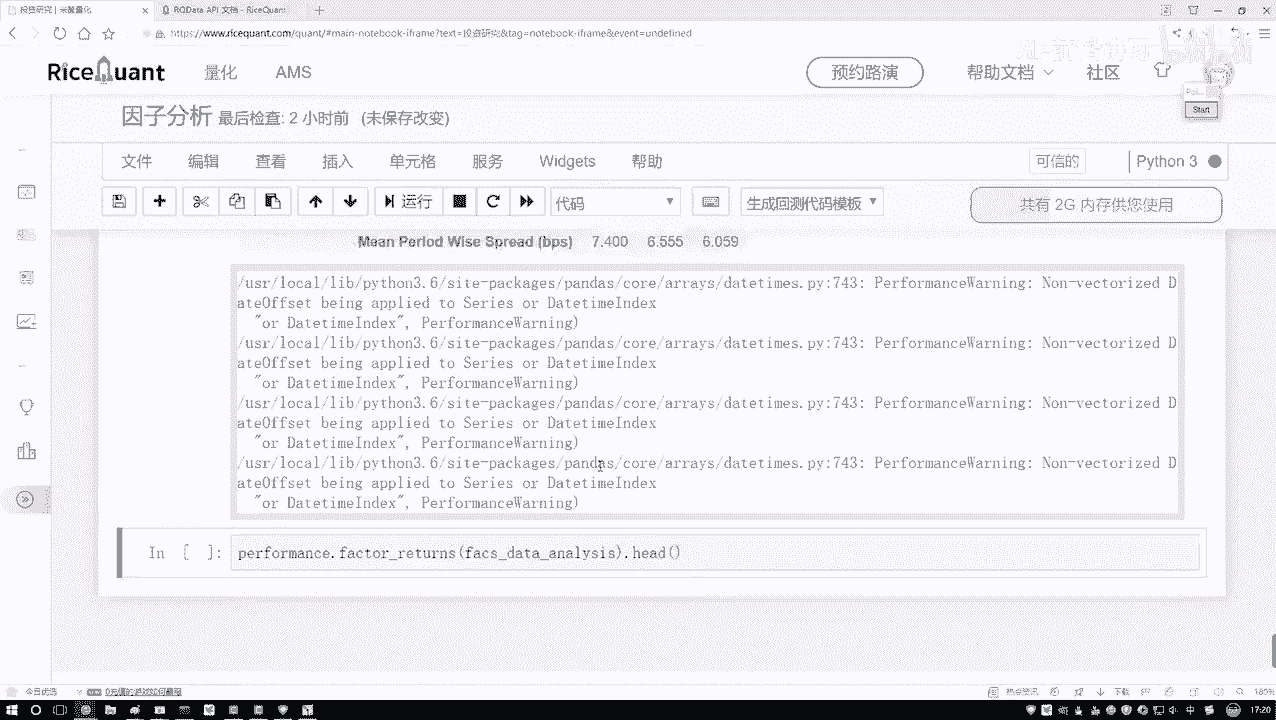 投资研究 | 米筐量化
RQData API 文档 - RiceQuant
https://www.ricequant.com/quant/#main-notebook-iframe?text=投资研究&tag=notebook-iframe&event=undefined
RiceQuant 量化 AMS 预约路演 帮助文档 社区
Start
因子分析 最后检查: 2 小时前 (未保存改变)
文件 编辑 查看 插入 单元格 服务 Widgets 帮助 可信的 Python 3
运行 代码 生成回测代码模板 共有 2G 内存供您使用
Mean Period Wise Spread (bps) 7.400 6.555 6.059
/usr/local/lib/python3.6/site-packages/pandas/core/arrays/datetimes.py:743: PerformanceWarning: Non-vectorized D
ateOffset being applied to Series or DatetimeIndex
"or DatetimeIndex", PerformanceWarning)
/usr/local/lib/python3.6/site-packages/pandas/core/arrays/datetimes.py:743: PerformanceWarning: Non-vectorized D
ateOffset being applied to Series or DatetimeIndex
"or DatetimeIndex", PerformanceWarning)
/usr/local/lib/python3.6/site-packages/pandas/core/arrays/datetimes.py:743: PerformanceWarning: Non-vectorized D
ateOffset being applied to Series or DatetimeIndex
"or DatetimeIndex", PerformanceWarning)
/usr/local/lib/python3.6/site-packages/pandas/core/arrays/datetimes.py:743: PerformanceWarning: Non-vectorized D
ateOffset being applied to Series or DatetimeIndex
"or DatetimeIndex", PerformanceWarning)
In [ ]: performance.factor_returns(facs_data_analysis).head()
今日优选 热点资讯 下载 180%
中 17:20